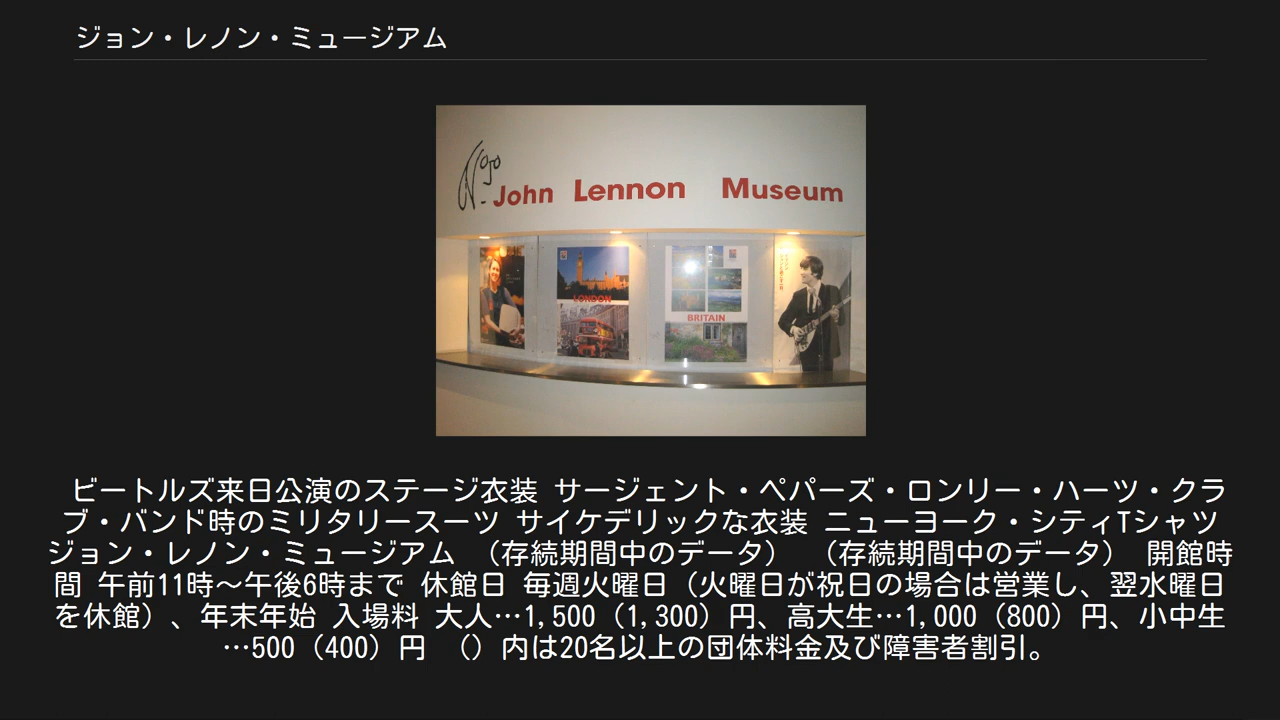 ジョン・レノン・ミュージアム
John Lennon Museum
LONDON
BRITAIN
ビートルズ来日公演のステージ衣装 サージェント・ペパーズ・ロンリー・ハーツ・クラ
ブ・バンド時のミリタリースーツ サイケデリックな衣装 ニューヨーク・シティTシャツ
ジョン・レノン・ミュージアム （存続期間中のデータ） （存続期間中のデータ） 開館時
間 午前11時～午後6時まで 休館日 毎週火曜日（火曜日が祝日の場合は営業し、翌水曜日
を休館）、年末年始 入場料 大人…1,500（1,300）円、高大生…1,000（800）円、小中生
…500（400）円 （）内は20名以上の団体料金及び障害者割引。